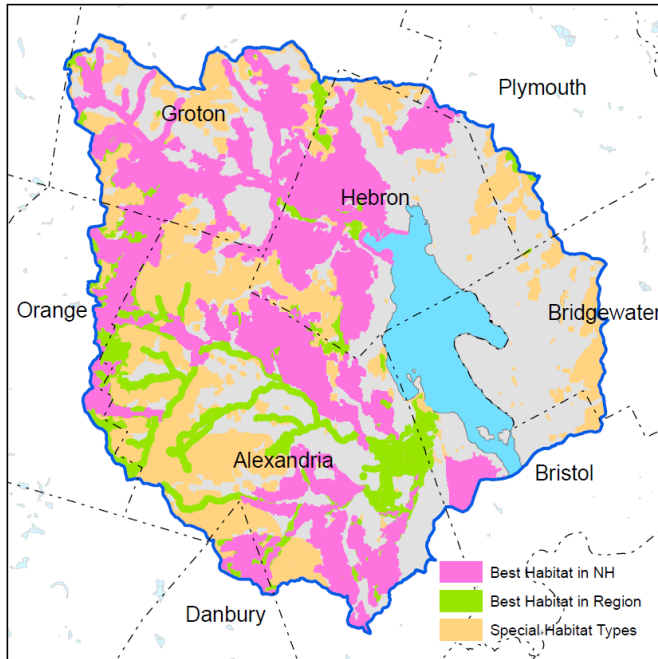 Plymouth
Groton
Hebron
Orange
Bridgewater
Alexandria
Bristol
Danbury
Best Habitat in NH
Best Habitat in Region
Special Habitat Types